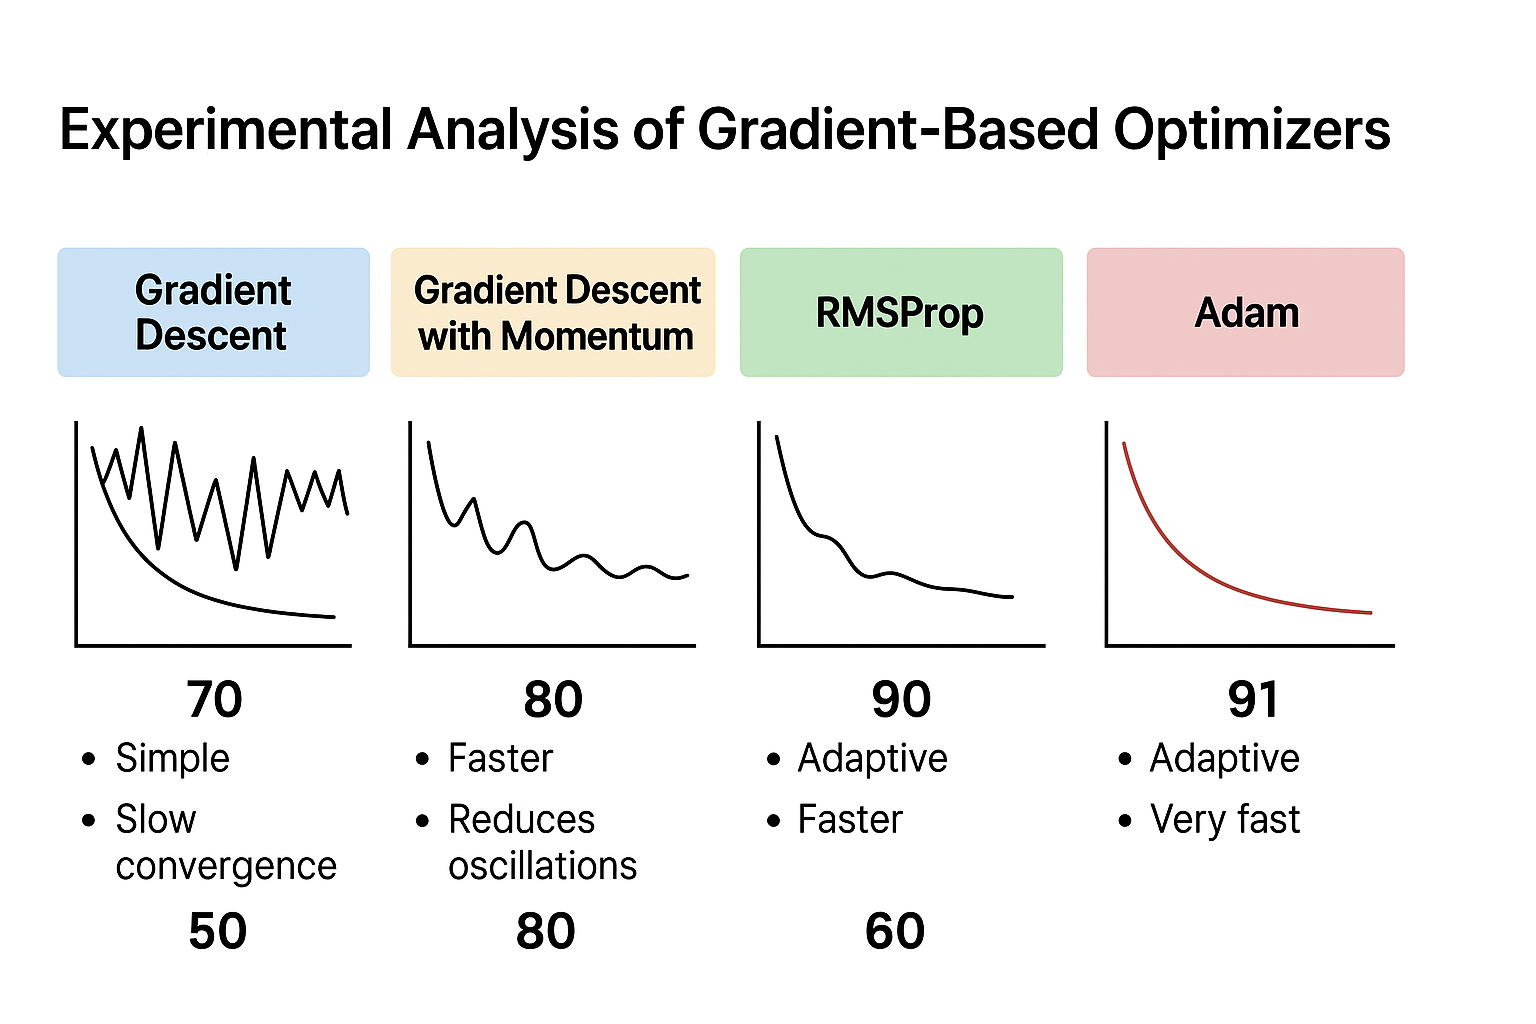 Experimental Analysis of Gradient-Based Optimizers
Gradient
Descent
Gradient Descent
with Momentum
RMSProp
Adam
70
• Simple
• Slow
convergence
50
80
• Faster
• Reduces
oscillations
80
90
• Adaptive
• Faster
60
91
• Adaptive
• Very fast